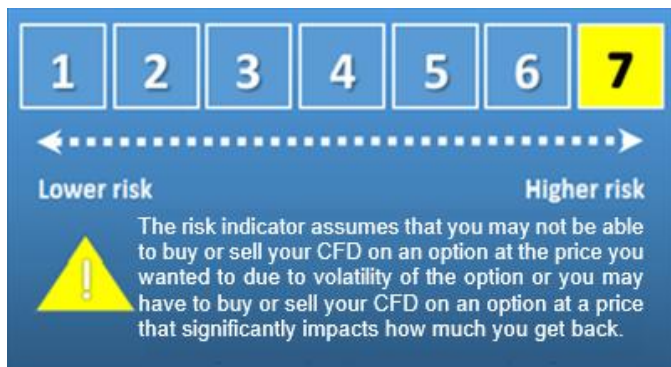 1 2 3 4 5 6 7
Lower risk Higher risk
!
The risk indicator assumes that you may not be able
to buy or sell your CFD on an option at the price you
wanted to due to volatility of the option or you may
have to buy or sell your CFD on an option at a price
that significantly impacts how much you get back.